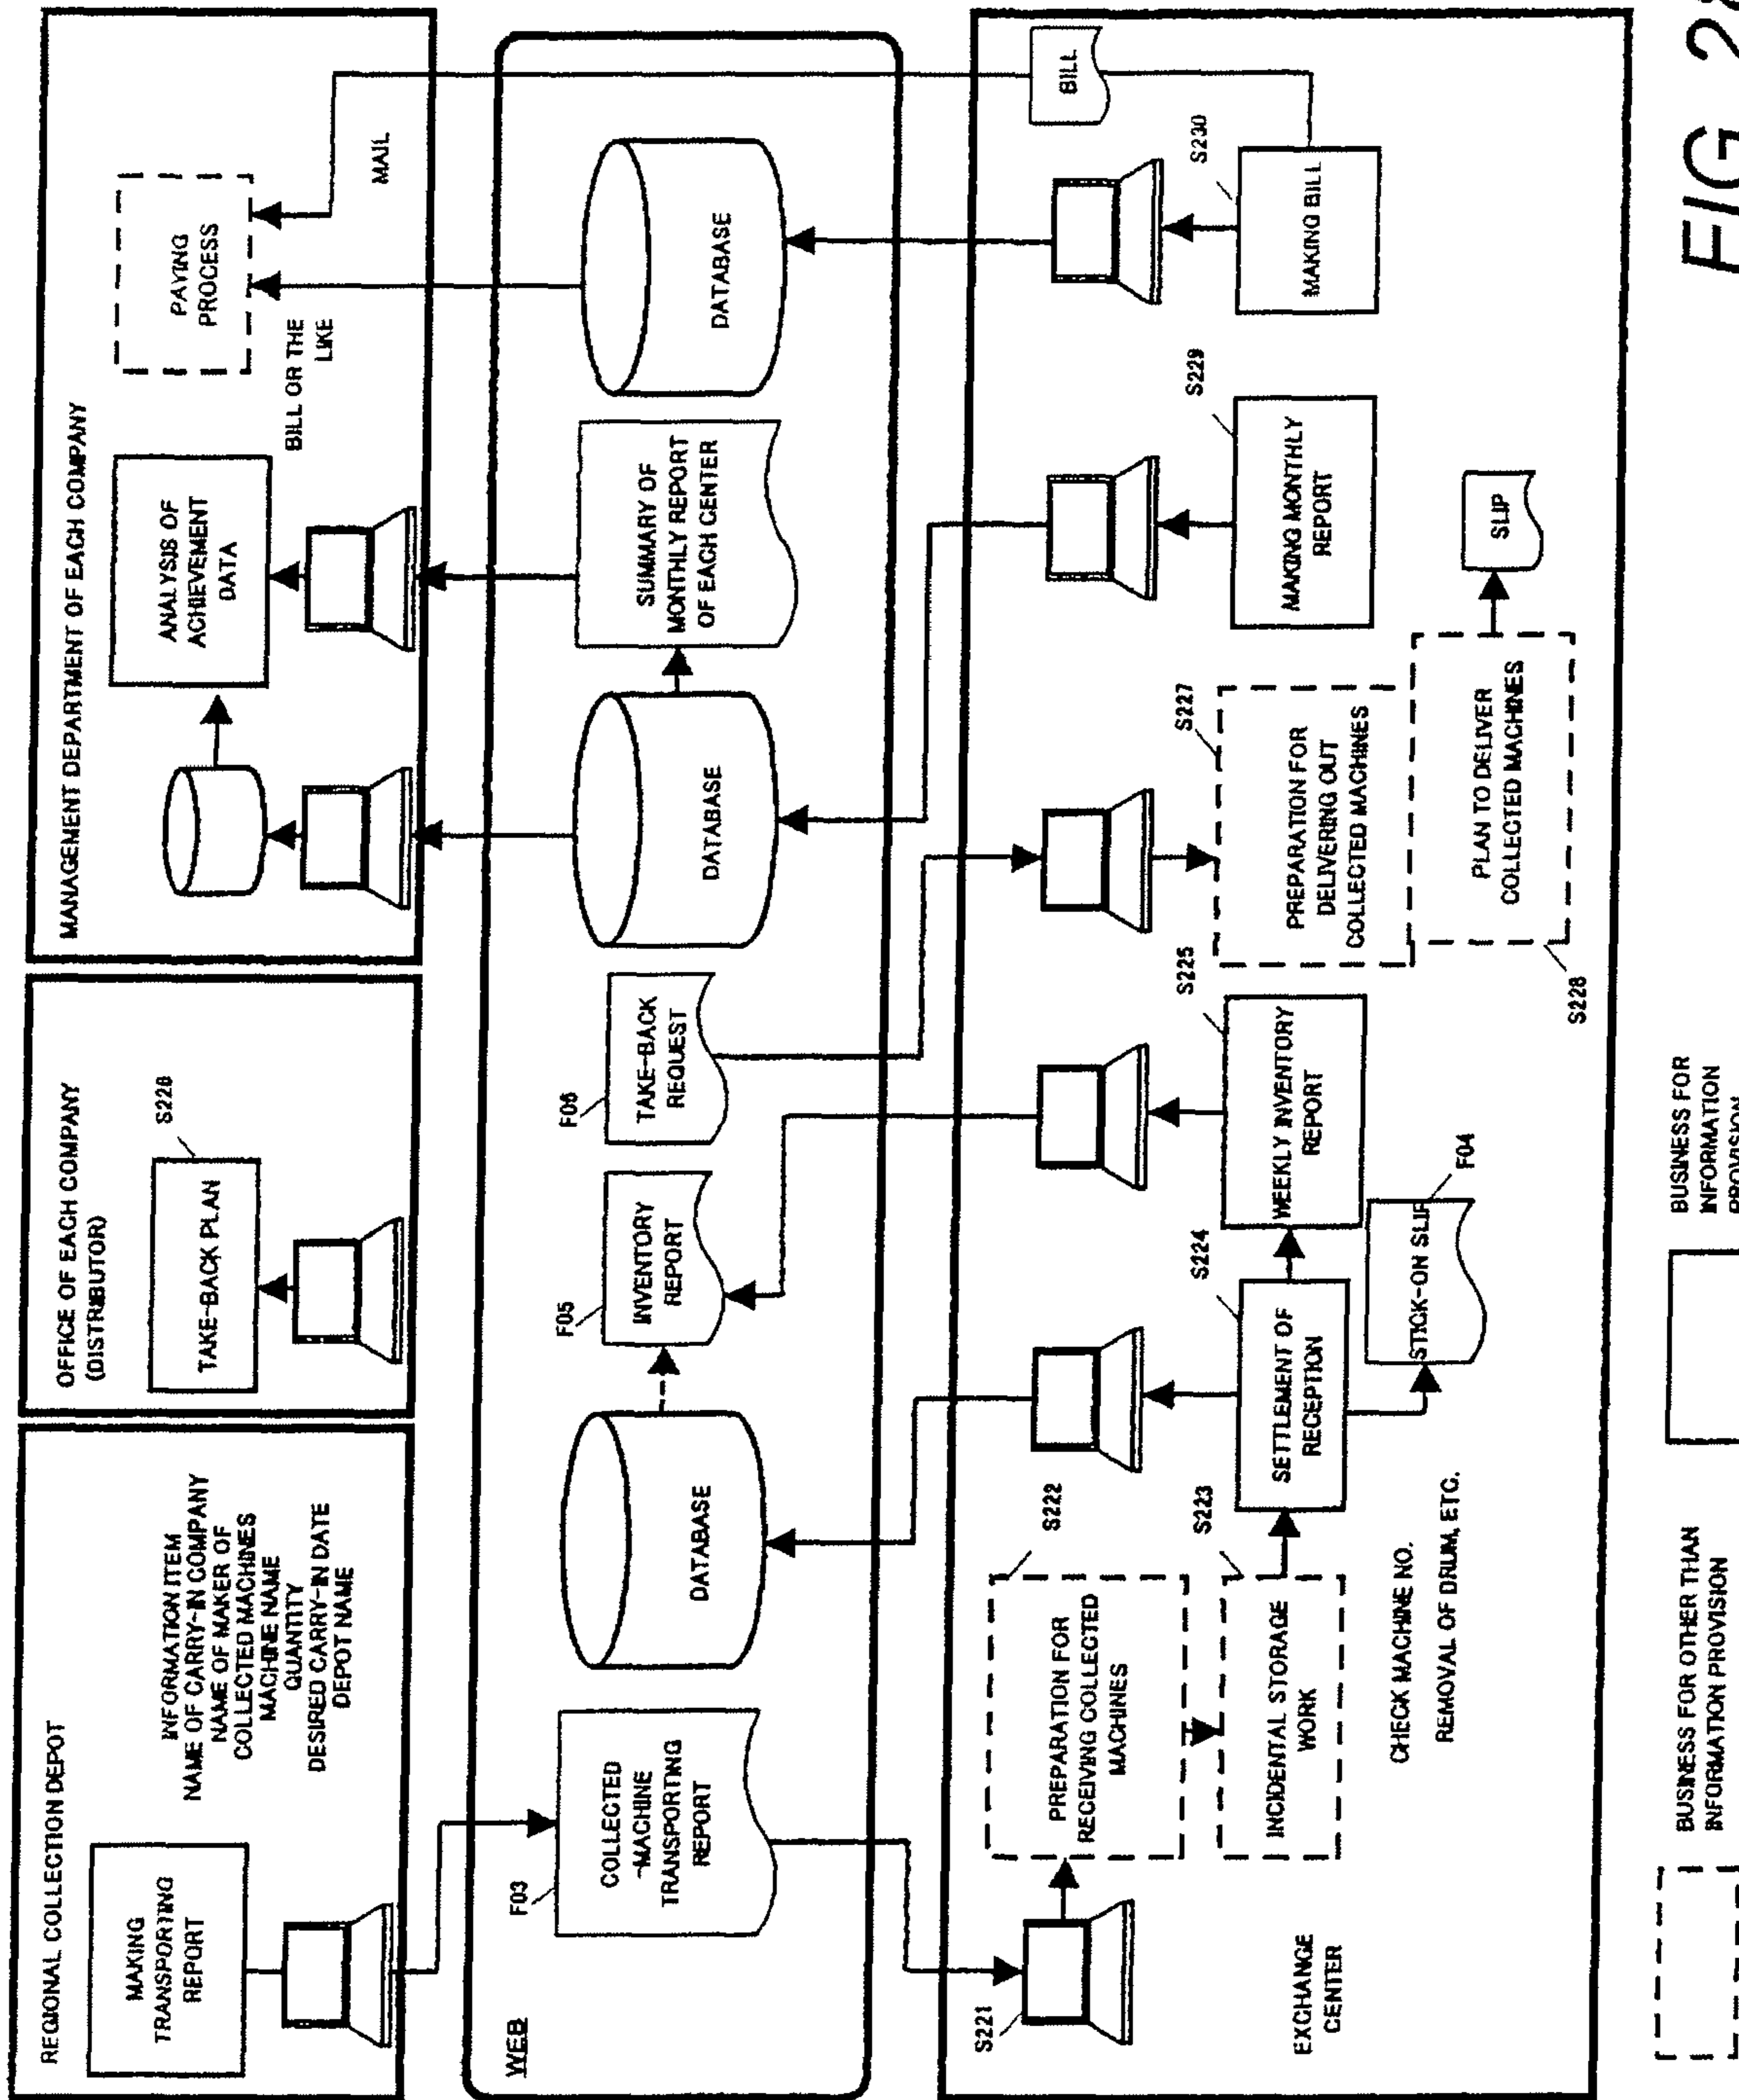 REGIONAL COLLECTION DEPOT
MAKING
TRANSPORTING
REPORT
INFORMATION ITEM
NAME OF CARRY-IN COMPANY
NAME OF MAKER OF
COLLECTED MACHINES
MACHINE NAME
QUANTITY
DESIRED CARRY-IN DATE
DEPOT NAME
OFFICE OF EACH COMPANY
(DISTRIBUTOR)
S226
TAKE-BACK PLAN
MANAGEMENT DEPARTMENT OF EACH COMPANY
ANALYSIS OF
ACHIEVEMENT
DATA
PAYING
PROCESS
BILL OR THE
LIKE
MAIL
WEB
F03
COLLECTED
-MACHINE
TRANSPORTING
REPORT
DATABASE
F05
INVENTORY
REPORT
F06
TAKE-BACK
REQUEST
DATABASE
SUMMARY OF
MONTHLY REPORT
OF EACH CENTER
DATABASE
BILL
S221
EXCHANGE
CENTER
S222
PREPARATION FOR
RECEIVING COLLECTED
MACHINES
S223
INCIDENTAL STORAGE
WORK
CHECK MACHINE NO.
REMOVAL OF DRUM, ETC.
S224
SETTLEMENT OF
RECEPTION
STICK-ON SLIP
F04
S225
WEEKLY INVENTORY
REPORT
S227
PREPARATION FOR
DELIVERING OUT
COLLECTED MACHINES
PLAN TO DELIVER
COLLECTED MACHINES
S228
SLIP
S229
MAKING MONTHLY
REPORT
S230
MAKING BILL
BUSINESS FOR OTHER THAN
INFORMATION PROVISION
BUSINESS FOR
INFORMATION
PROVISION
FIG. 2